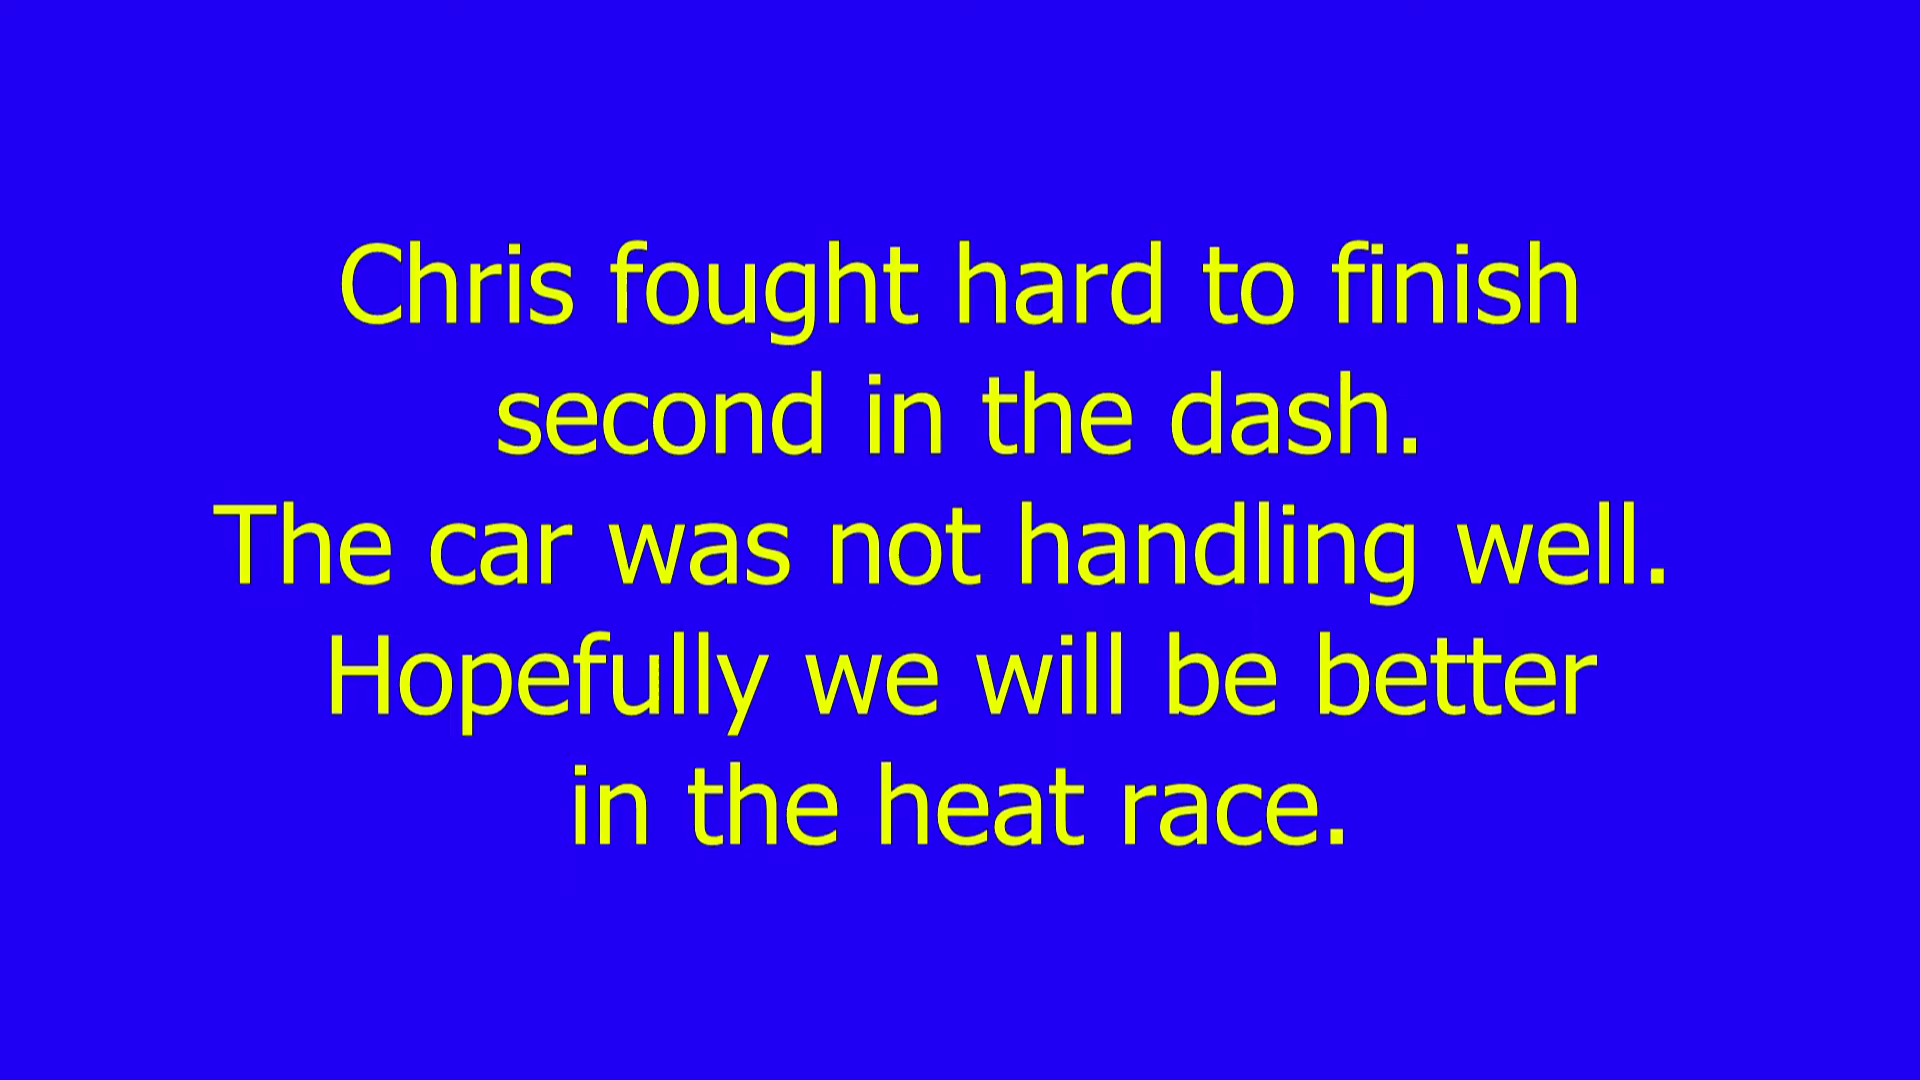 Chris fought hard to finish
second in the dash.
The car was not handling well.
Hopefully we will be better
in the heat race.